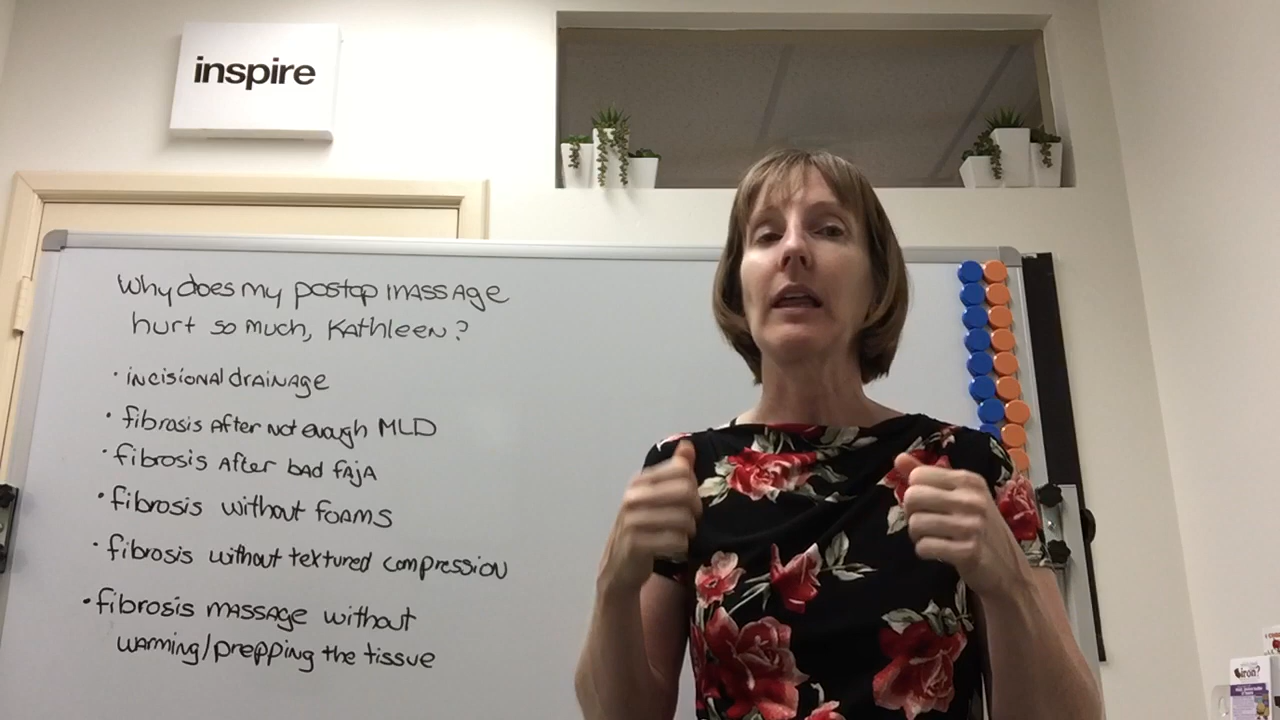 inspire
Why does my postop massage
hurt so much, Kathleen?
• incisional drainage
• fibrosis after not enough MLD
• fibrosis after bad faja
• fibrosis without foams
• fibrosis without textured compression
• fibrosis massage without
warming/prepping the tissue
iron?